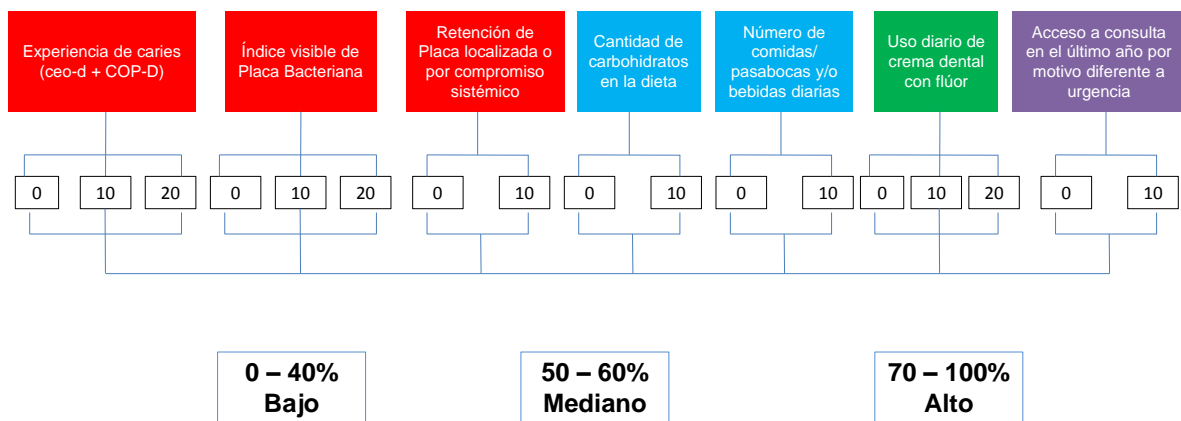 Experiencia de caries
(ceo-d + COP-D)
Índice visible de
Placa Bacteriana
Retención de
Placa localizada o
por compromiso
sistémico
Cantidad de
carbohidratos
en la dieta
Número de
comidas/
pasabocas y/o
bebidas diarias
Uso diario de
crema dental
con flúor
Acceso a consulta
en el último año por
motivo diferente a
urgencia
0 10 20 0 10 20 0 10 0 10 0 10 0 10 20 0 10
0 – 40%
Bajo
50 – 60%
Mediano
70 – 100%
Alto